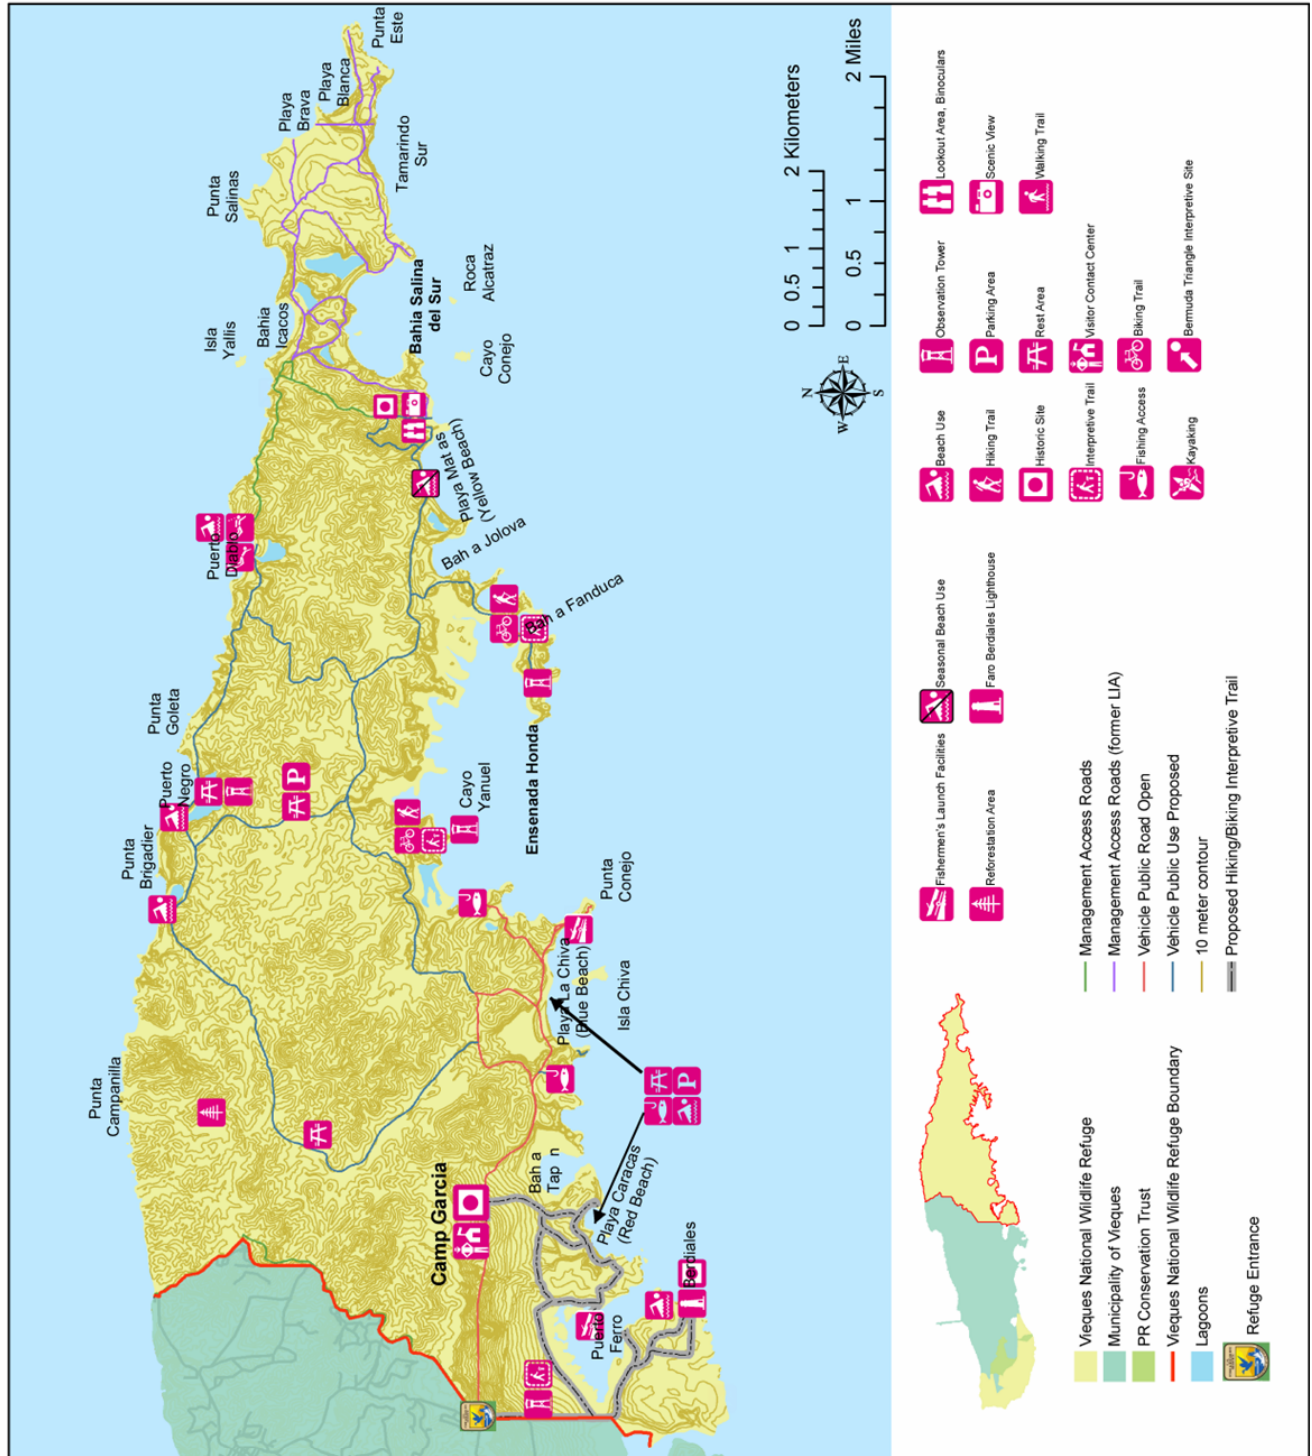 Punta
Este
Playa
Blanca
Playa
Brava
Tamarindo
Sur
Punta
Salinas
Roca
Alcatraz
Bahia Salina
del Sur
Bahia
Icacos
Isla
Yallis
Cayo
Conejo
Playa Mat as
(Yellow Beach)
Bah a Jolova
Bah a Fanduca
Puerto
Diablo
Ensenada Honda
Punta
Goleta
Puerto
Negro
P
Cayo
Yanuel
Punta
Brigadier
Punta
Conejo
Playa La Chiva
(Blue Beach)
Isla Chiva
P
Punta
Campanilla
Bah a
Tap n
Playa Caracas
(Red Beach)
Camp Garcia
Berdiales
Puerto
Ferro
N
E
S
W
0 0.5 1 2 Kilometers
0 0.5 1 2 Miles
Fishermen's Launch Facilities
Reforestation Area
Seasonal Beach Use
Faro Berdiales Lighthouse
Beach Use
Hiking Trail
Historic Site
Interpretive Trail
Fishing Access
Kayaking
Observation Tower
P Parking Area
Rest Area
Visitor Contact Center
Biking Trail
Bermuda Triangle Interpretive Site
Lookout Area, Binoculars
Scenic View
Walking Trail
Vieques National Wildlife Refuge
Municipality of Vieques
PR Conservation Trust
Vieques National Wildlife Refuge Boundary
Lagoons
Refuge Entrance
Management Access Roads
Management Access Roads (former LIA)
Vehicle Public Road Open
Vehicle Public Use Proposed
10 meter contour
Proposed Hiking/Biking Interpretive Trail